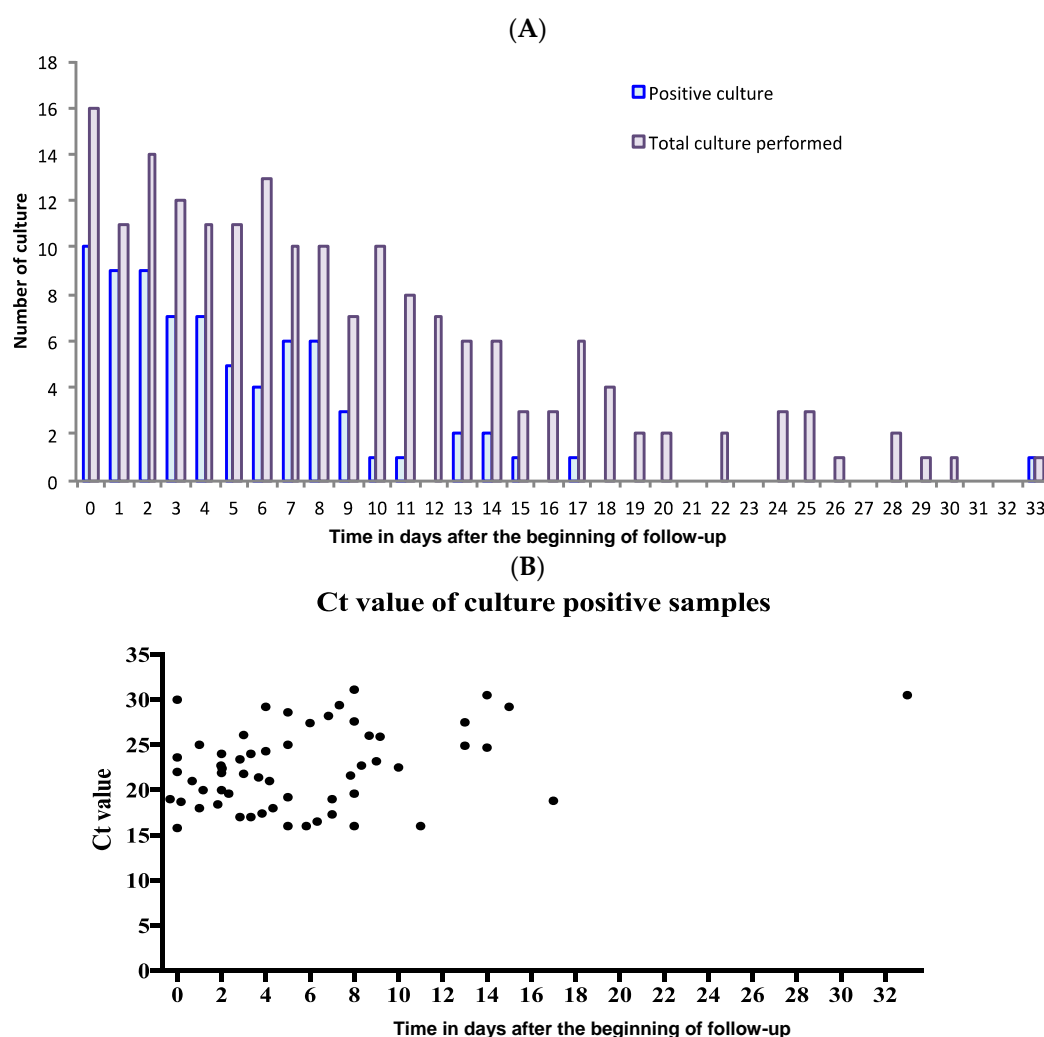 (A)
18
16
14
12
10
8
6
4
2
0
Number of culture
Positive culture
Total culture performed
0 1 2 3 4 5 6 7 8 9 10 11 12 13 14 15 16 17 18 19 20 21 22 23 24 25 26 27 28 29 30 31 32 33
Time in days after the beginning of follow-up
(B)
Ct value of culture positive samples
35
30
25
20
15
10
5
0
Ct value
0 2 4 6 8 10 12 14 16 18 20 22 24 26 28 30 32
Time in days after the beginning of follow-up